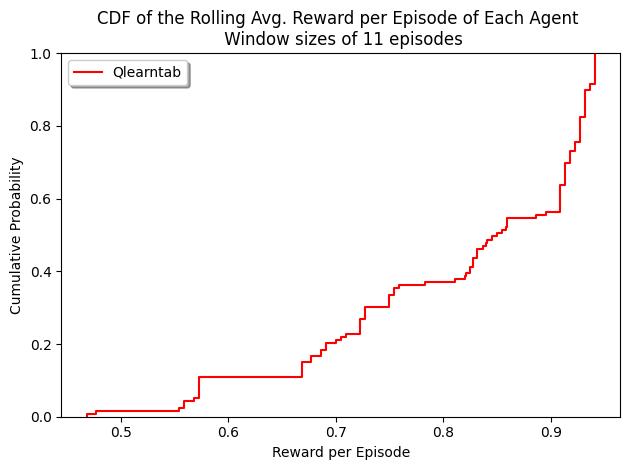 CDF of the Rolling Avg. Reward per Episode of Each Agent
Window sizes of 11 episodes
Qlearntab
1.0
0.8
0.6
0.4
0.2
0.0
Cumulative Probability
0.5 0.6 0.7 0.8 0.9
Reward per Episode